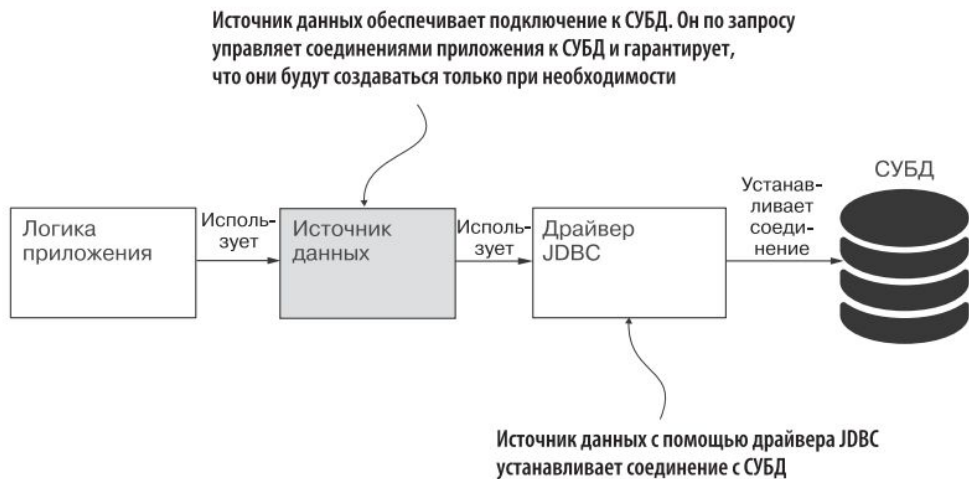 Источник данных обеспечивает подключение к СУБД. Он по запросу
управляет соединениями приложения к СУБД и гарантирует,
что они будут создаваться только при необходимости
Логика
приложения
Исполь-
зует
Источник
данных
Исполь-
зует
Драйвер
JDBC
Устанав-
ливает
соеди-
нение
СУБД
Источник данных с помощью драйвера JDBC
устанавливает соединение с СУБД